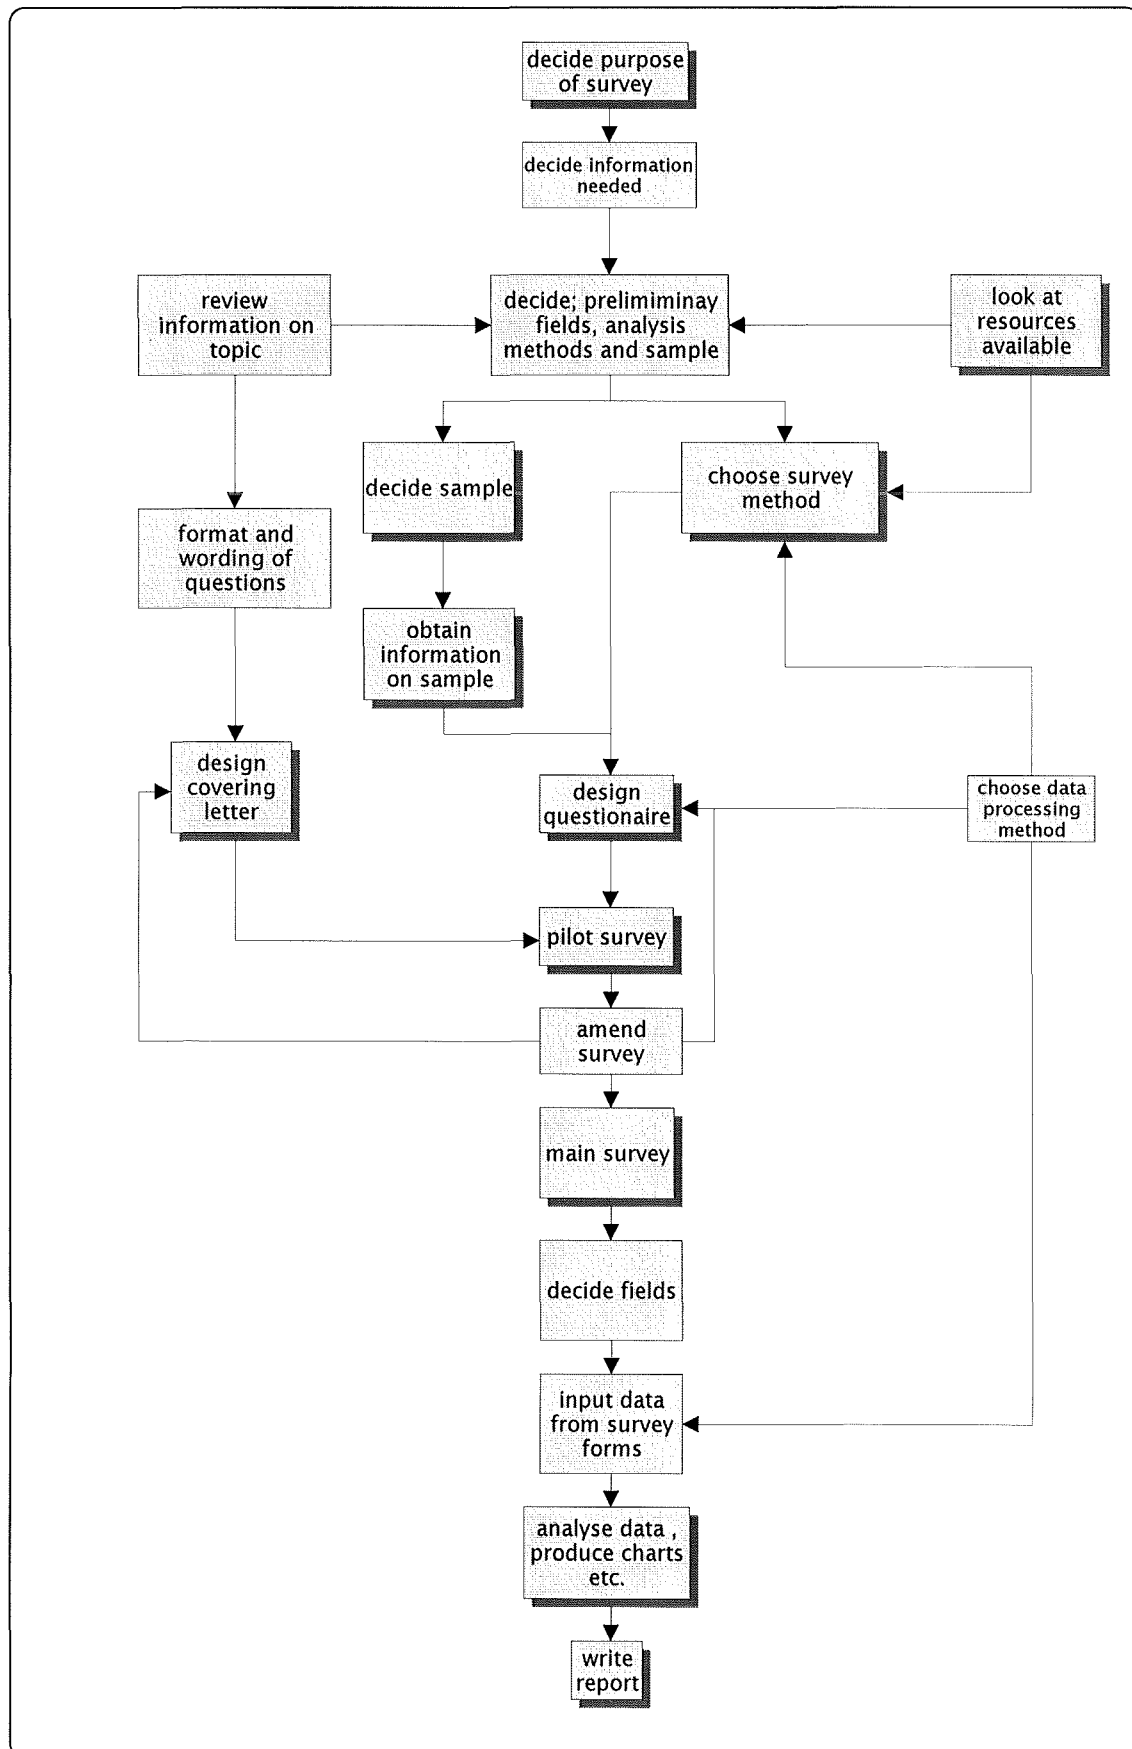 decide purpose
of survey
decide information
needed
review
information on
topic
decide; prelimiminay
fields, analysis
methods and sample
look at
resources
available
decide sample
choose survey
method
format and
wording of
questions
obtain
information
on sample
design
covering
letter
design
questionaire
choose data
processing
method
pilot survey
amend
survey
main survey
decide fields
input data
from survey
forms
analyse data ,
produce charts
etc.
write
report